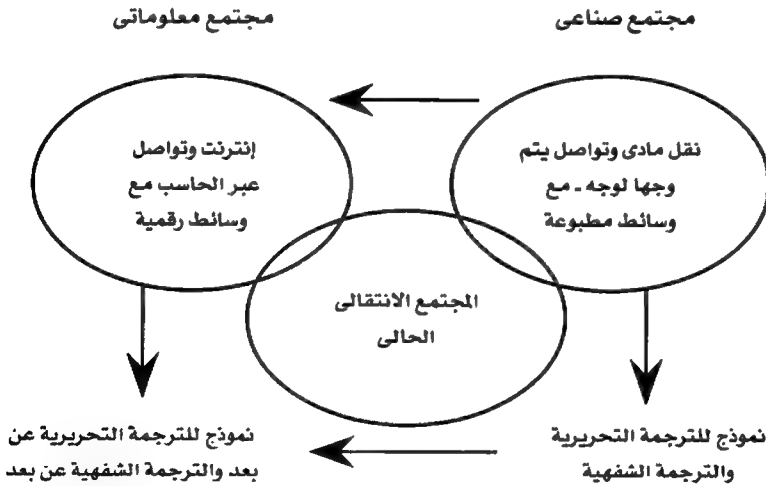 مجتمع صناعى
مجتمع معلوماتى
نقل مادى وتواصل يتم
وجها لوجه ـ مع
وسائط مطبوعة
إنترنت وتواصل
عبر الحاسب مع
وسائط رقمية
المجتمع الانتقالى
الحالى
نموذج للترجمة التحريرية
والترجمة الشفهية
نموذج للترجمة التحريرية عن
بعد والترجمة الشفهية عن بعد